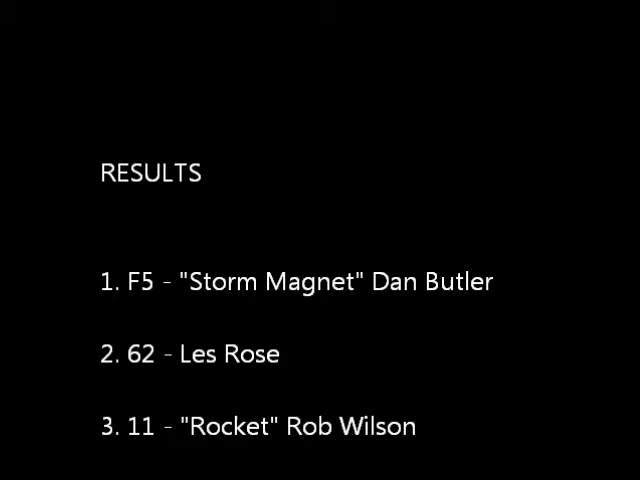 RESULTS
1. F5 - "Storm Magnet" Dan Butler
2. 62 - Les Rose
3. 11 - "Rocket" Rob Wilson